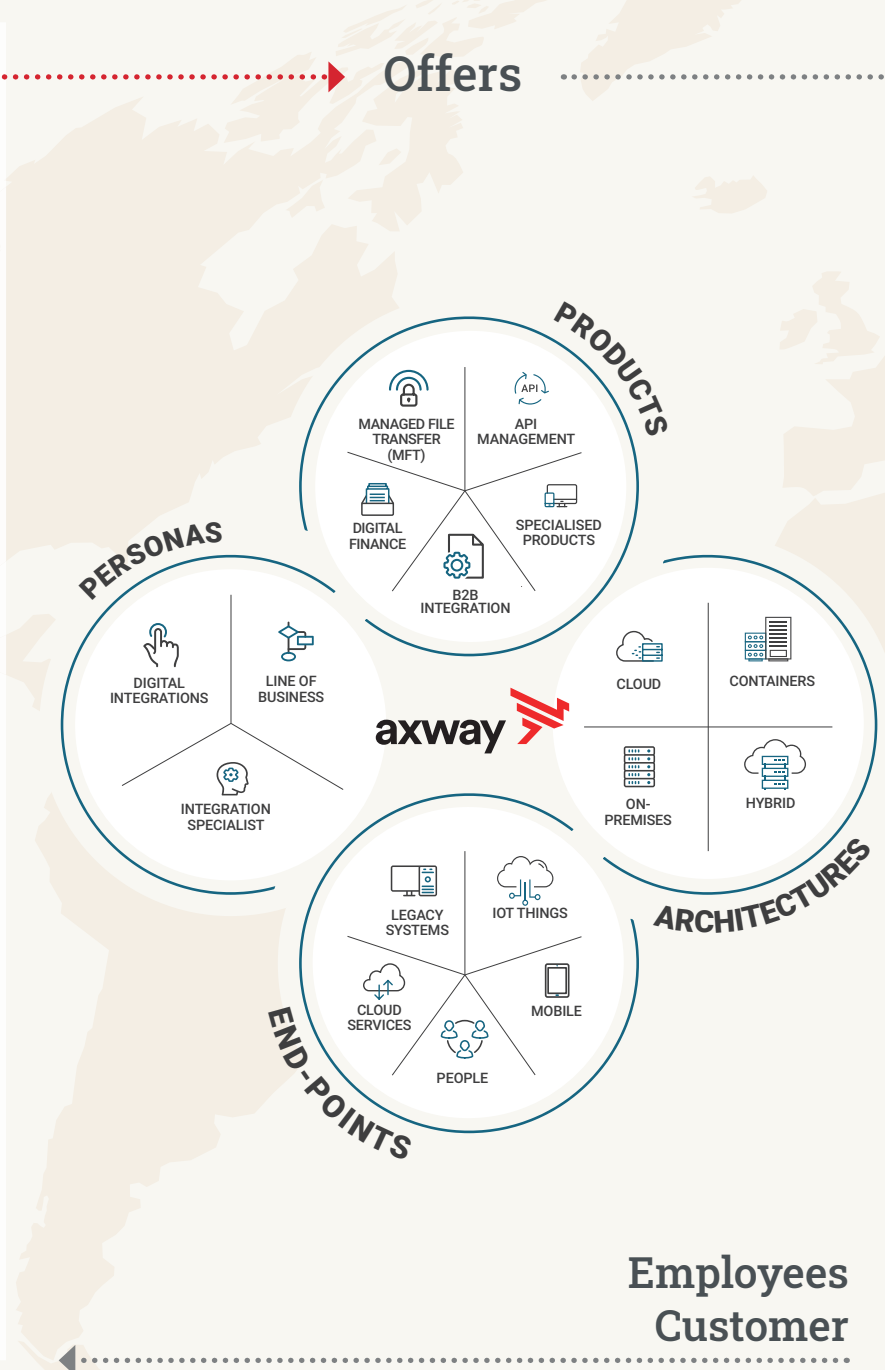 Offers
PRODUCTS
MANAGED FILE
TRANSFER
(MFT)
API
API
MANAGEMENT
DIGITAL
FINANCE
SPECIALISED
PRODUCTS
B2B
INTEGRATION
PERSONAS
DIGITAL
INTEGRATIONS
LINE OF
BUSINESS
INTEGRATION
SPECIALIST
axway
CLOUD
CONTAINERS
ON-
PREMISES
HYBRID
ARCHITECTURES
LEGACY
SYSTEMS
IOT THINGS
CLOUD
SERVICES
MOBILE
PEOPLE
END-POINTS
Employees
Customer